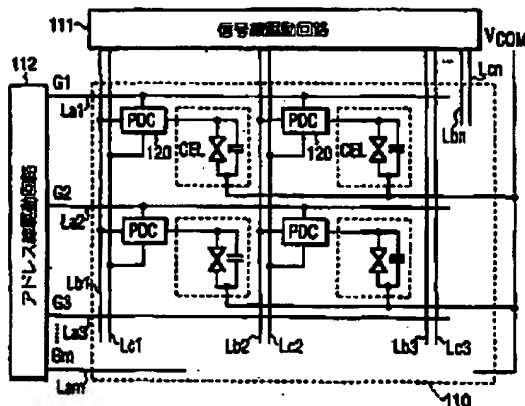 111
信号線駆動回路
VCOM
112
アドレス線駆動回路
G1
La1
Lcn
Lbn
PDC
120
CEL
PDC
120
CEL
G2
La2
PDC
PDC
Lb1
G3
La3
Lc1
Lb2
Lc2
Lb3
Lc3
Gm
Lam
110